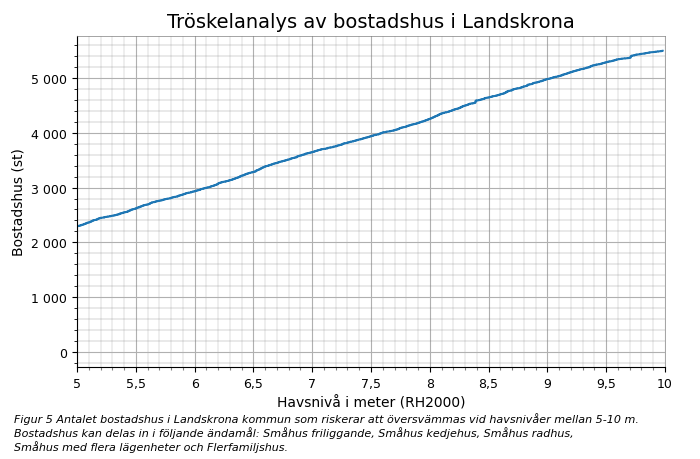 Tröskelanalys av bostadshus i Landskrona
Bostadshus (st)
5 000
4 000
3 000
2 000
1 000
0
5 5,5 6 6,5 7 7,5 8 8,5 9 9,5 10
Havsnivå i meter (RH2000)
Figur 5 Antalet bostadshus i Landskrona kommun som riskerar att översvämmas vid havsnivåer mellan 5-10 m.
Bostadshus kan delas in i följande ändamål: Småhus friliggande, Småhus kedjehus, Småhus radhus,
Småhus med flera lägenheter och Flerfamiljshus.